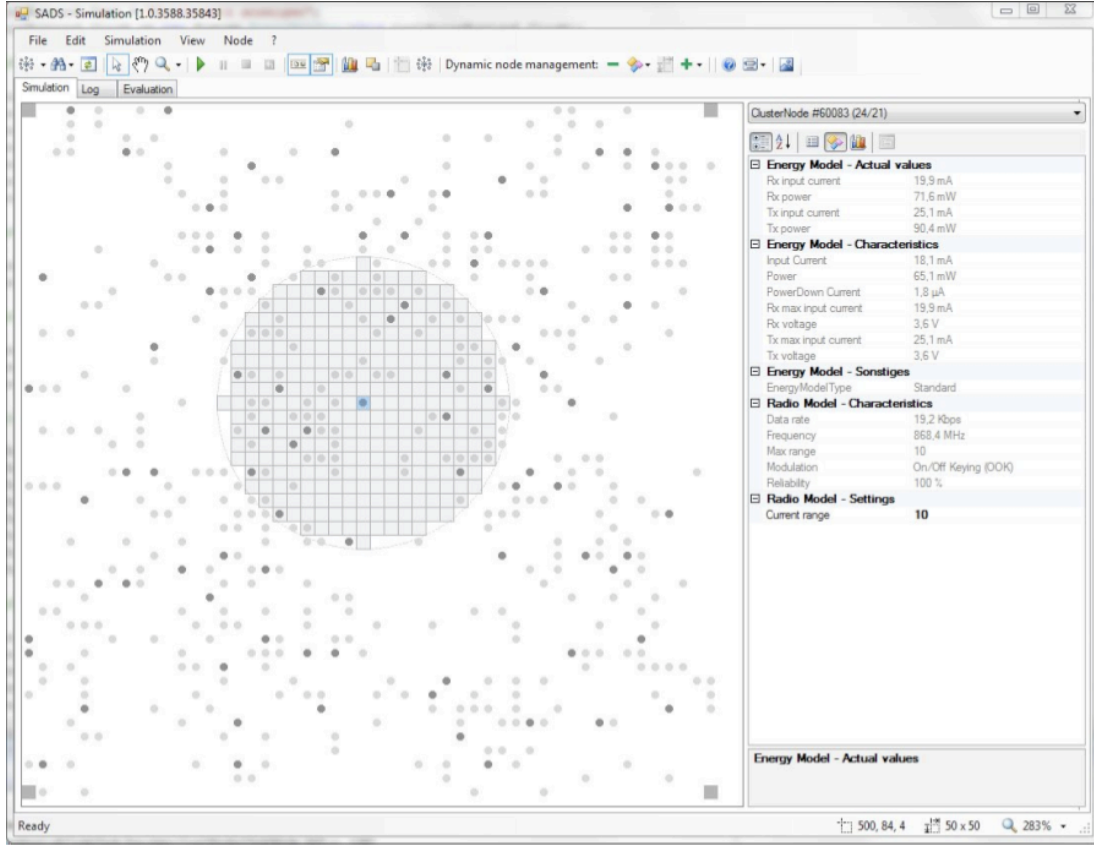 SADS - Simulation [1.0.3588.35843]
File Edit Simulation View Node ?
Dynamic node management:
Simulation Log Evaluation
ClusterNode #60083 (24/21)
Energy Model - Actual values
Rx input current 19,9 mA
Rx power 71,6 mW
Tx input current 25,1 mA
Tx power 90,4 mW
Energy Model - Characteristics
Input Current 18,1 mA
Power 65,1 mW
PowerDown Current 1,8 µA
Rx max input current 19,9 mA
Rx voltage 3,6 V
Tx max input current 25,1 mA
Tx voltage 3,6 V
Energy Model - Sonstiges
EnergyModelType Standard
Radio Model - Characteristics
Data rate 19,2 Kbps
Frequency 868,4 MHz
Max range 10
Modulation On/Off Keying (OOK)
Reliability 100 %
Radio Model - Settings
Current range 10
Energy Model - Actual values
Ready 500, 84, 4 50 x 50 283%